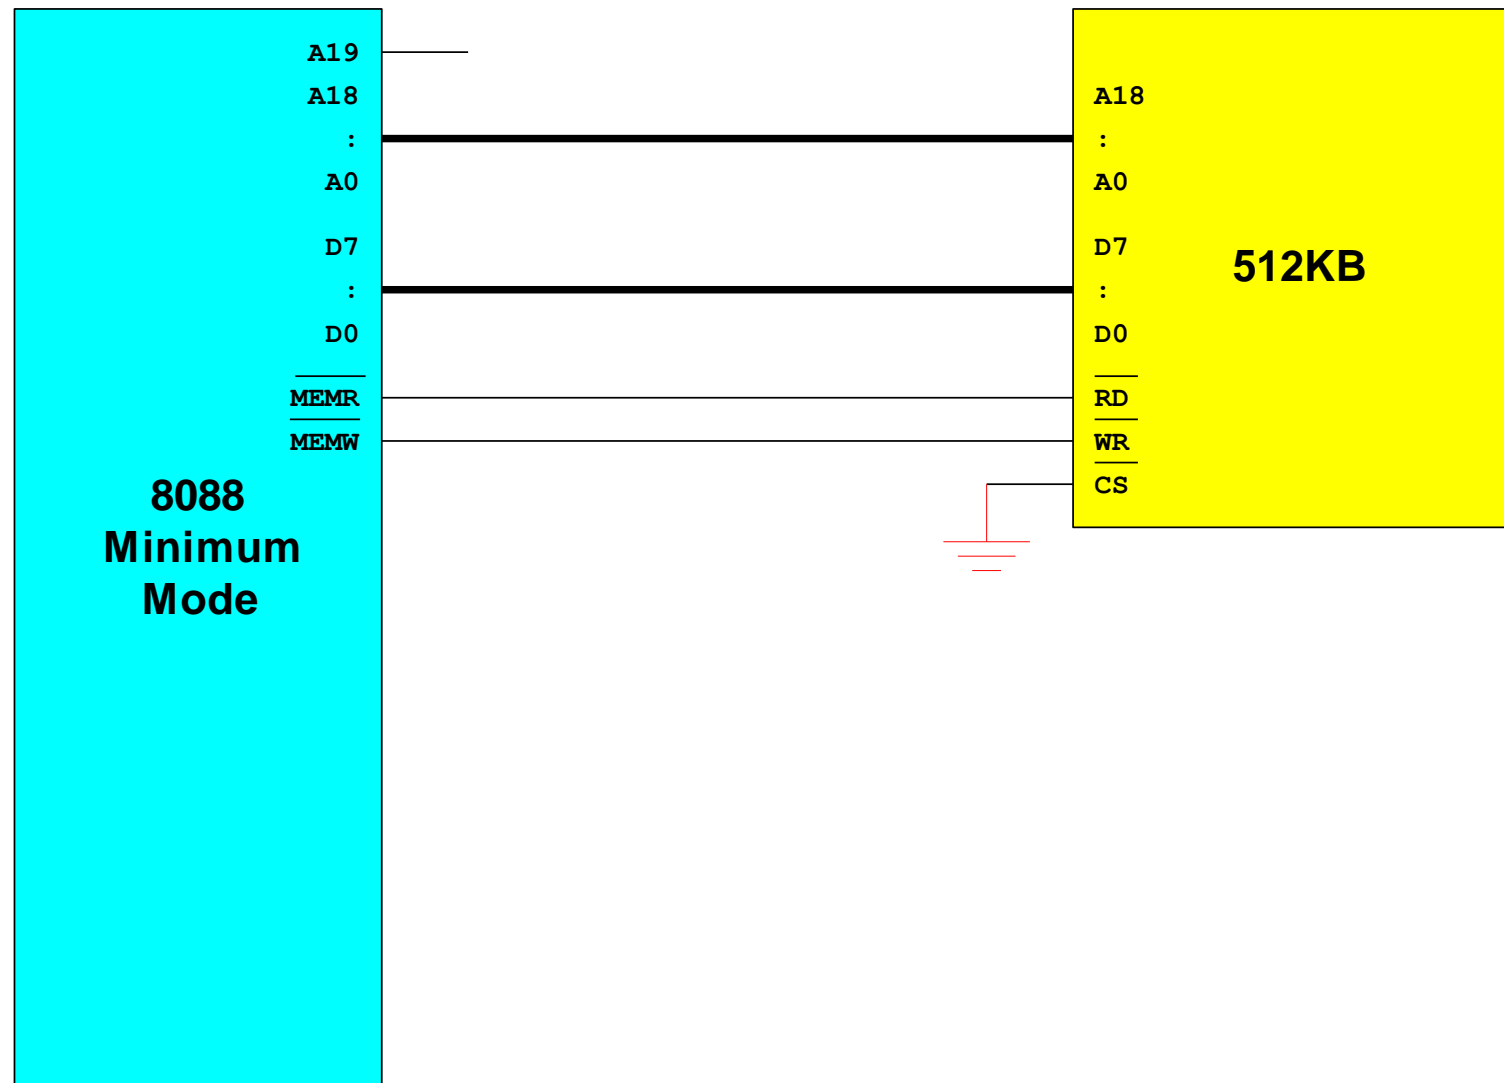 A19
A18
:
A0
D7
:
D0
MEMR
MEMW
8088
Minimum
Mode
A18
:
A0
D7
:
D0
RD
WR
CS
512KB